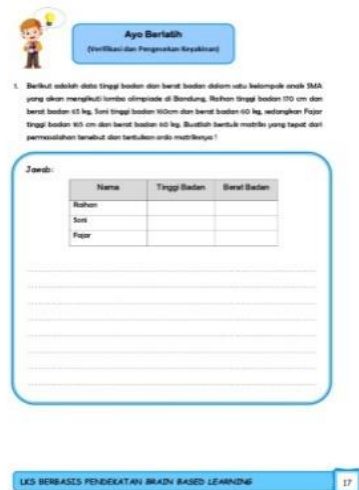 Ayo Berlatih
(Verifikasi dan Pengecekan Keyakinan)
1. Berikut adalah data tinggi badan dan berat badan dalam satu kelompok anak SMA
yang akan mengikuti lomba olimpiade di Bandung, Raihan tinggi badan 170 cm dan
berat badan 65 kg, Soni tinggi badan 160cm dan berat badan 60 kg, sedangkan Fajar
tinggi badan 165 cm dan berat badan 60 kg. Buatlah bentuk matriks yang tepat dari
permasalahan tersebut dan tentukan ordo matriksnya !
Jawab:
Nama Tinggi Badan Berat Badan
Raihan
Soni
Fajar
LKS BERBASIS PENDEKATAN BRAIN BASED LEARNING
17